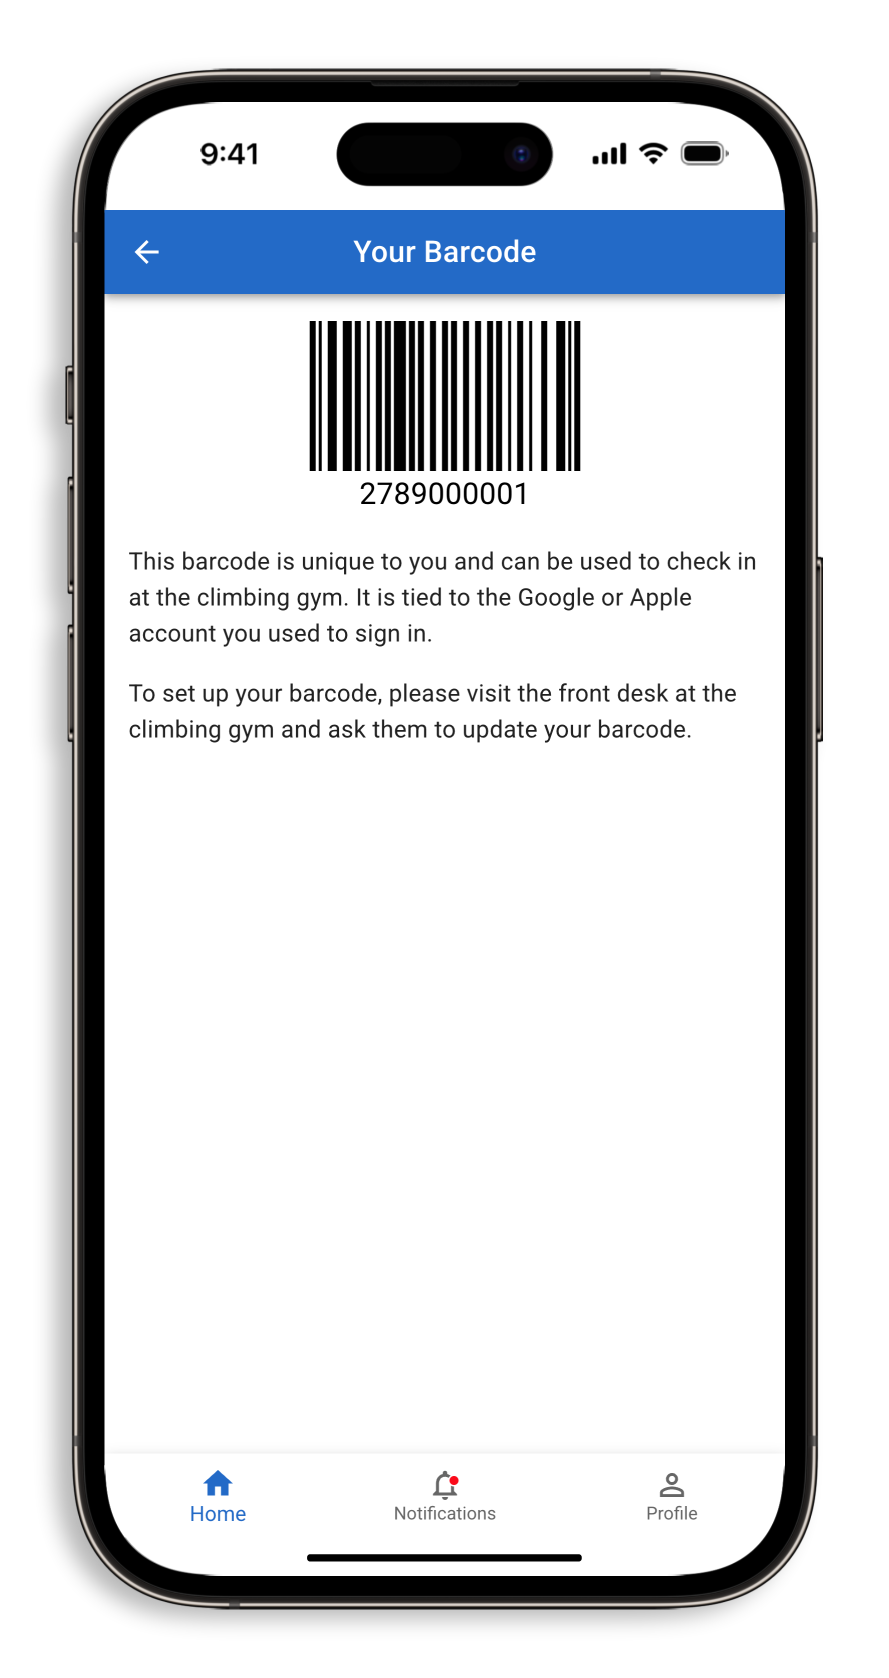 9:41
Your Barcode
2789000001
This barcode is unique to you and can be used to check in
at the climbing gym. It is tied to the Google or Apple
account you used to sign in.
To set up your barcode, please visit the front desk at the
climbing gym and ask them to update your barcode.
Home
Notifications
Profile